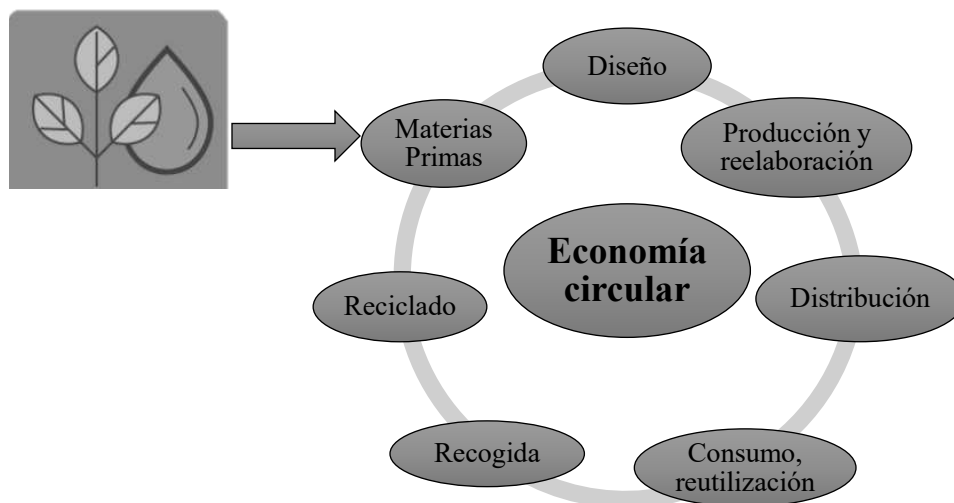 Diseño
Materias
Primas
Producción y
reelaboración
Economía
circular
Distribución
Reciclado
Recogida
Consumo,
reutilización